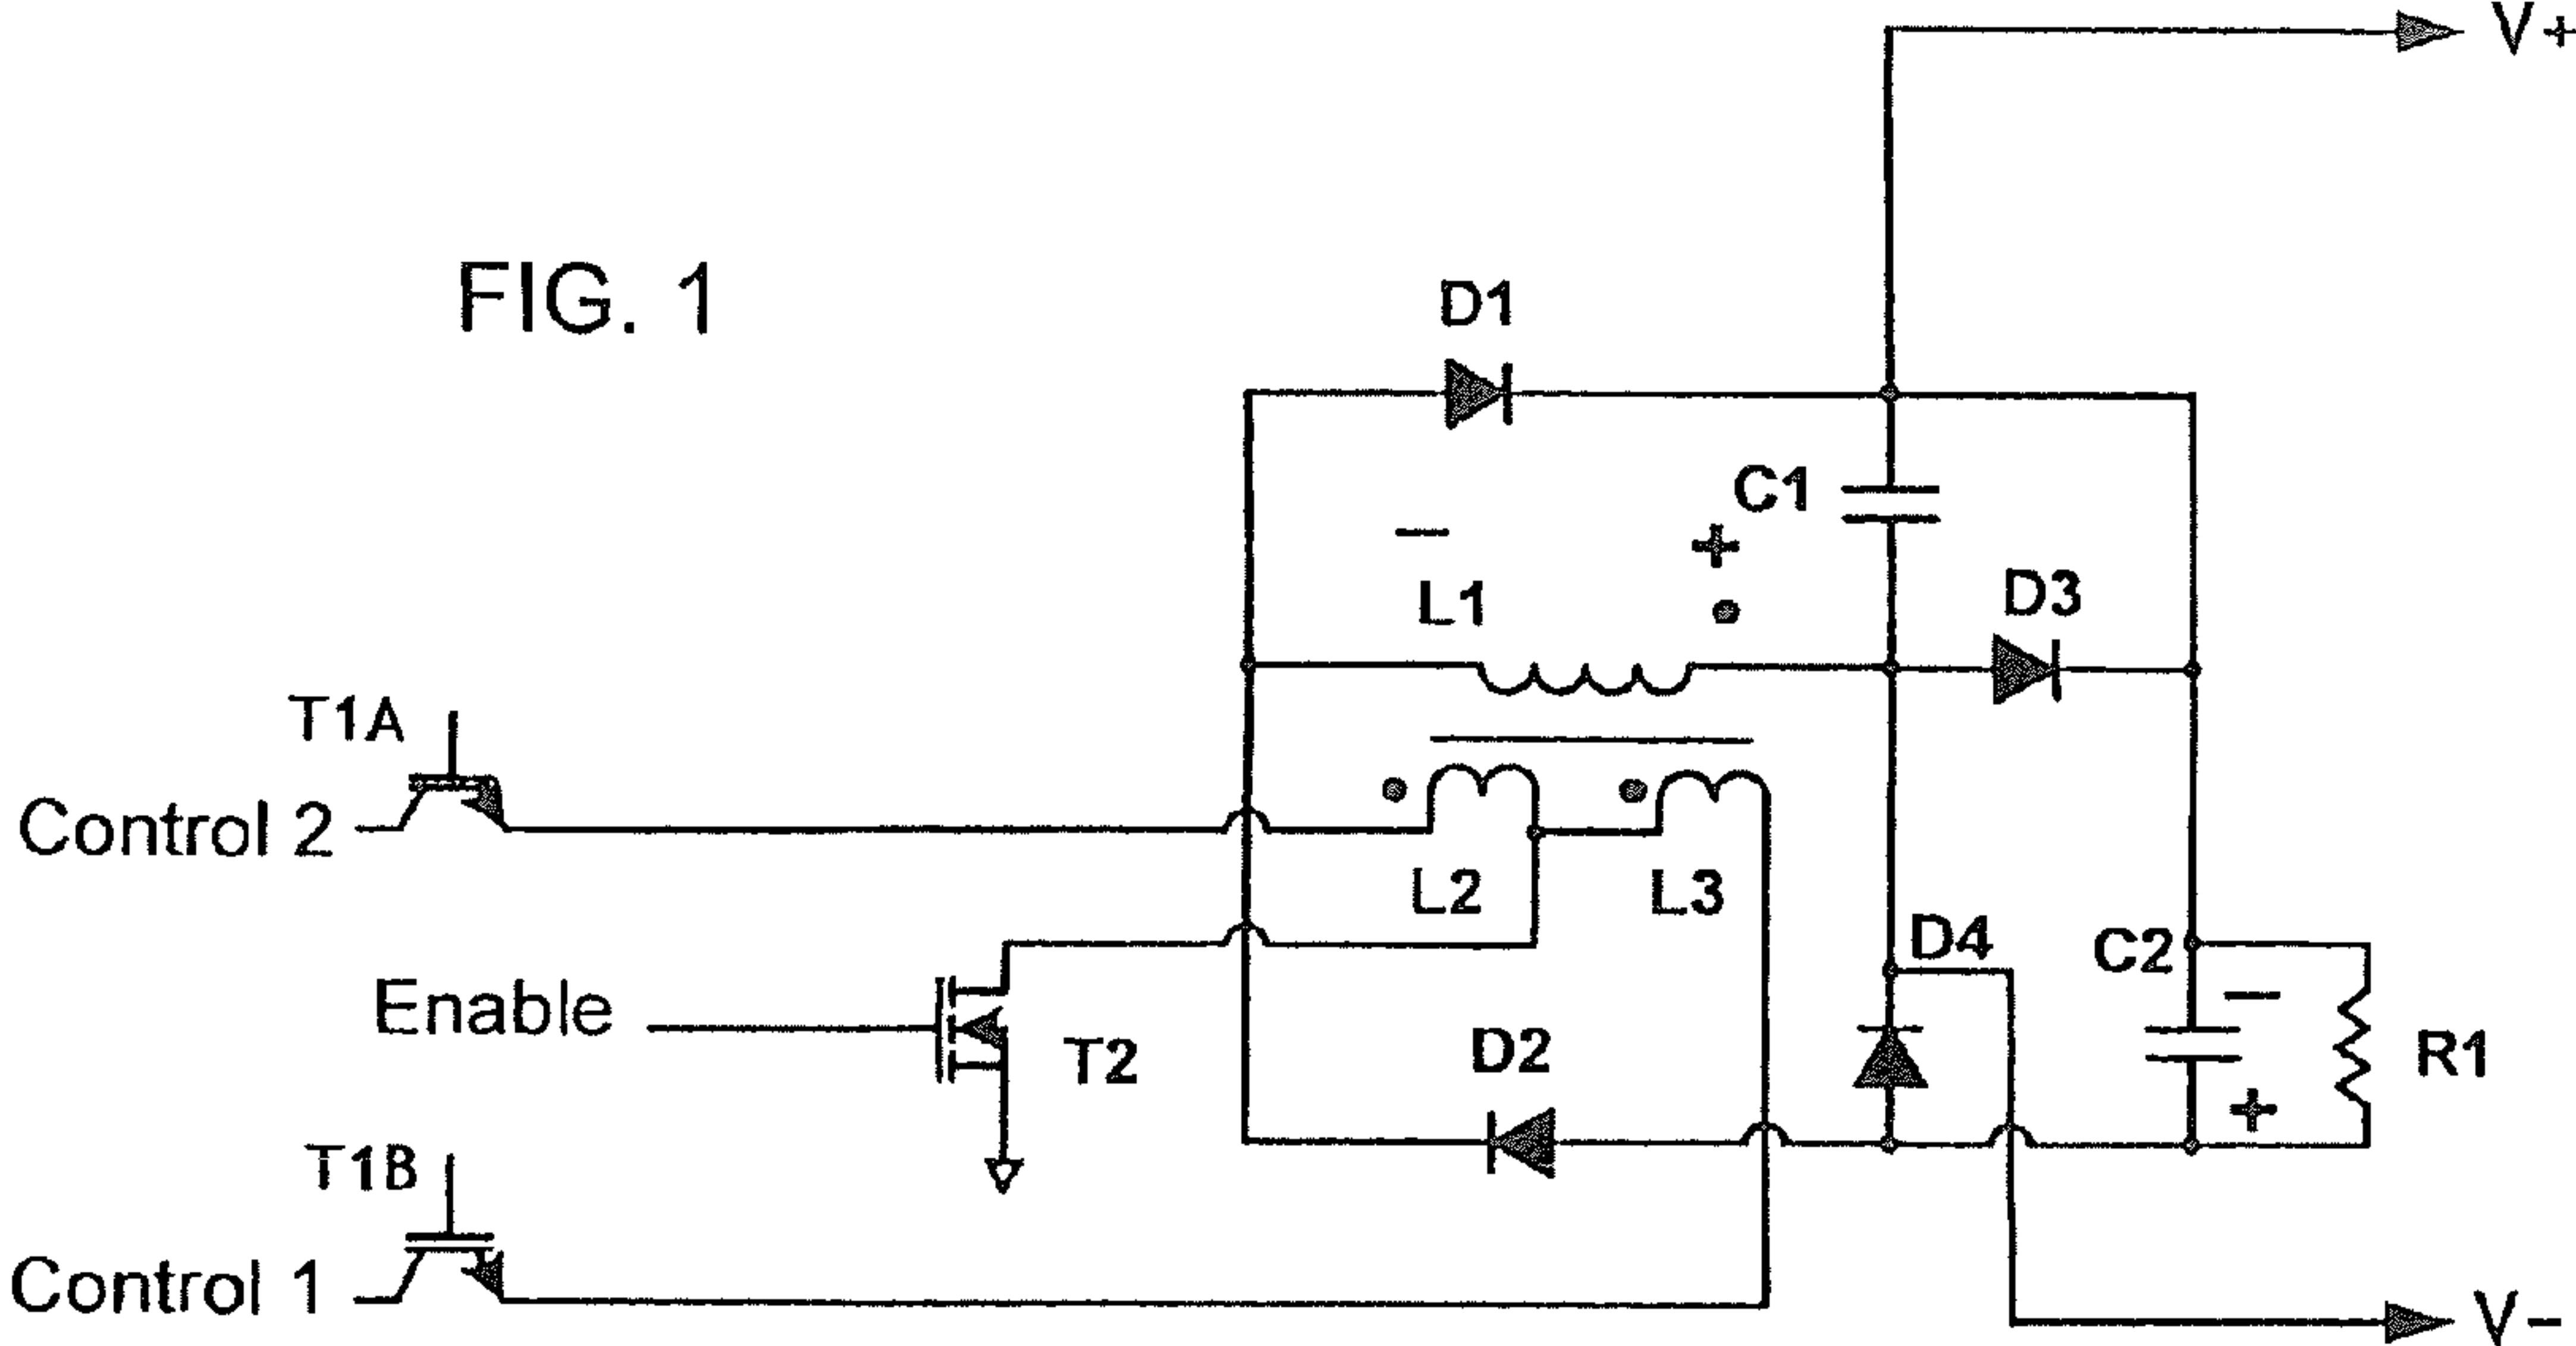 V+
FIG. 1
D1
C1
− +
L1
D3
T1A
Control 2
L2
L3
D4
C2
−
Enable
T2
D2
R1
+
T1B
Control 1
V−